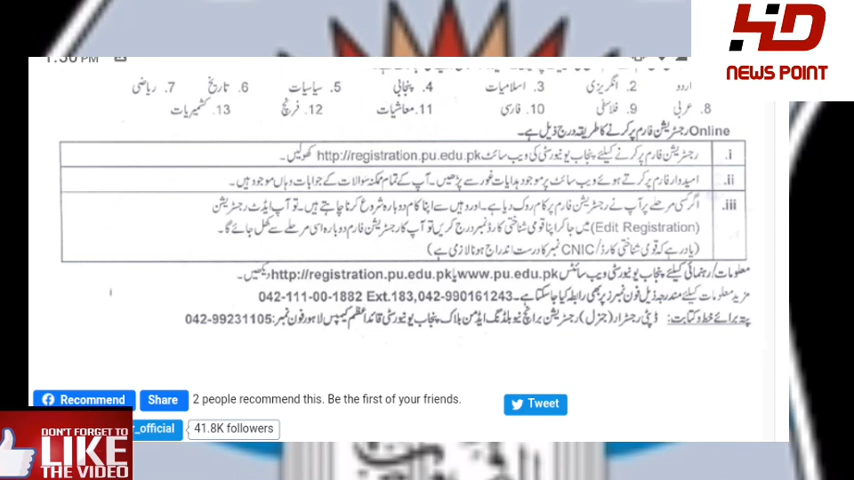 HD
NEWS POINT
1:50 PM
اردو 2. انگریزی 3. اسلامیات 4. پنجابی 5. سیاسیات 6. تاریخ 7. ریاضی
8. عربی 9. فلاسفی 10. فارسی 11. معاشیات 12. فرنچ 13. کشمیریات
Online رجسٹریشن فارم پر کرنے کا طریقہ درج ذیل ہے۔
i. رجسٹریشن فارم پر کرنے کیلئے پنجاب یونیورسٹی کی ویب سائٹ http://registration.pu.edu.pk کھولیں۔
ii. امیدوار فارم پر کرتے ہوئے ویب سائٹ پر موجود ہدایات غور سے پڑھیں۔ آپ کے تمام ممکنہ سوالات کے جوابات وہاں موجود ہیں۔
iii. اگر کسی مرحلے پر آپ نے رجسٹریشن فارم پر کام روک دیا ہے۔ اور وہیں سے اپنا کام دوبارہ شروع کرنا چاہتے ہیں۔ تو آپ ایڈٹ رجسٹریشن
(Edit Registration) میں جا کر اپنا قومی شناختی کارڈ نمبر درج کریں تو آپ کا رجسٹریشن فارم دوبارہ اسی مرحلے سے کھل جائے گا۔
(یاد رہے کہ قومی شناختی کارڈ/CNIC نمبر کا درست اندراج ہونا لازمی ہے)
معلومات/رہنمائی کیلئے پنجاب یونیورسٹی ویب سائٹس www.pu.edu.pk یا http://registration.pu.edu.pk دیکھیں۔
مزید معلومات کیلئے مندرجہ ذیل فون نمبرز پر بھی رابطہ کیا جا سکتا ہے۔ 042-111-00-1882 Ext.183,042-990161243
پتہ برائے خط و کتابت: ڈپٹی رجسٹرار (جنرل) رجسٹریشن برانچ نیو بلڈنگ ایڈمن بلاک پنجاب یونیورسٹی قائد اعظم کیمپس لاہور فون نمبر: 042-99231105
Recommend Share 2 people recommend this. Be the first of your friends. Tweet
_official 41.8K followers
DON'T FORGET TO
LIKE
THE VIDEO